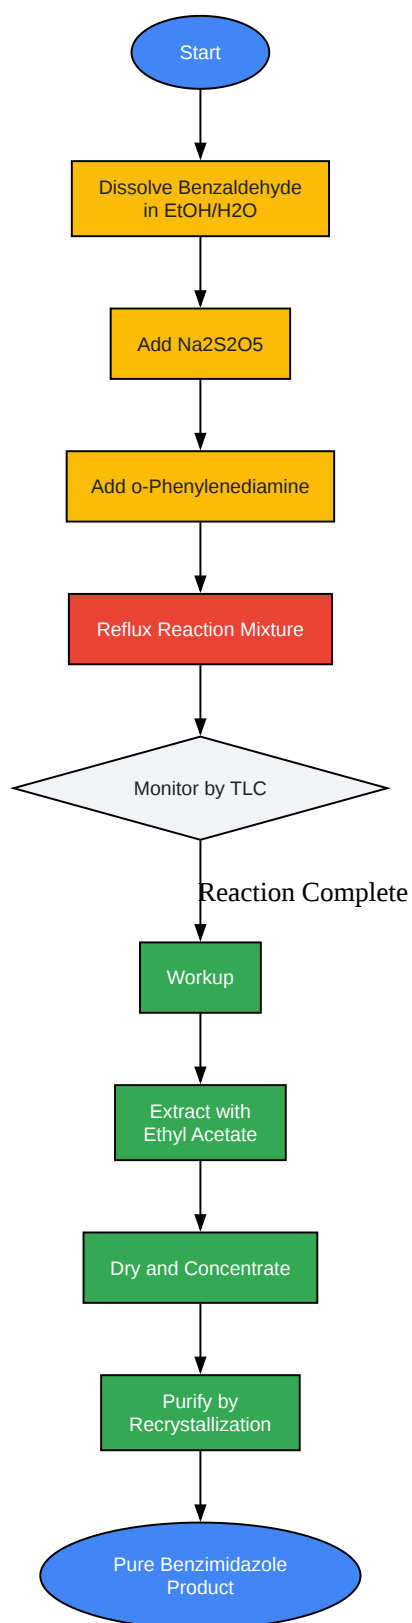 Start
Dissolve Benzaldehyde
in EtOH/H2O
Add Na2S2O5
Add o-Phenylenediamine
Reflux Reaction Mixture
Monitor by TLC
Reaction Complete
Workup
Extract with
Ethyl Acetate
Dry and Concentrate
Purify by
Recrystallization
Pure Benzimidazole
Product